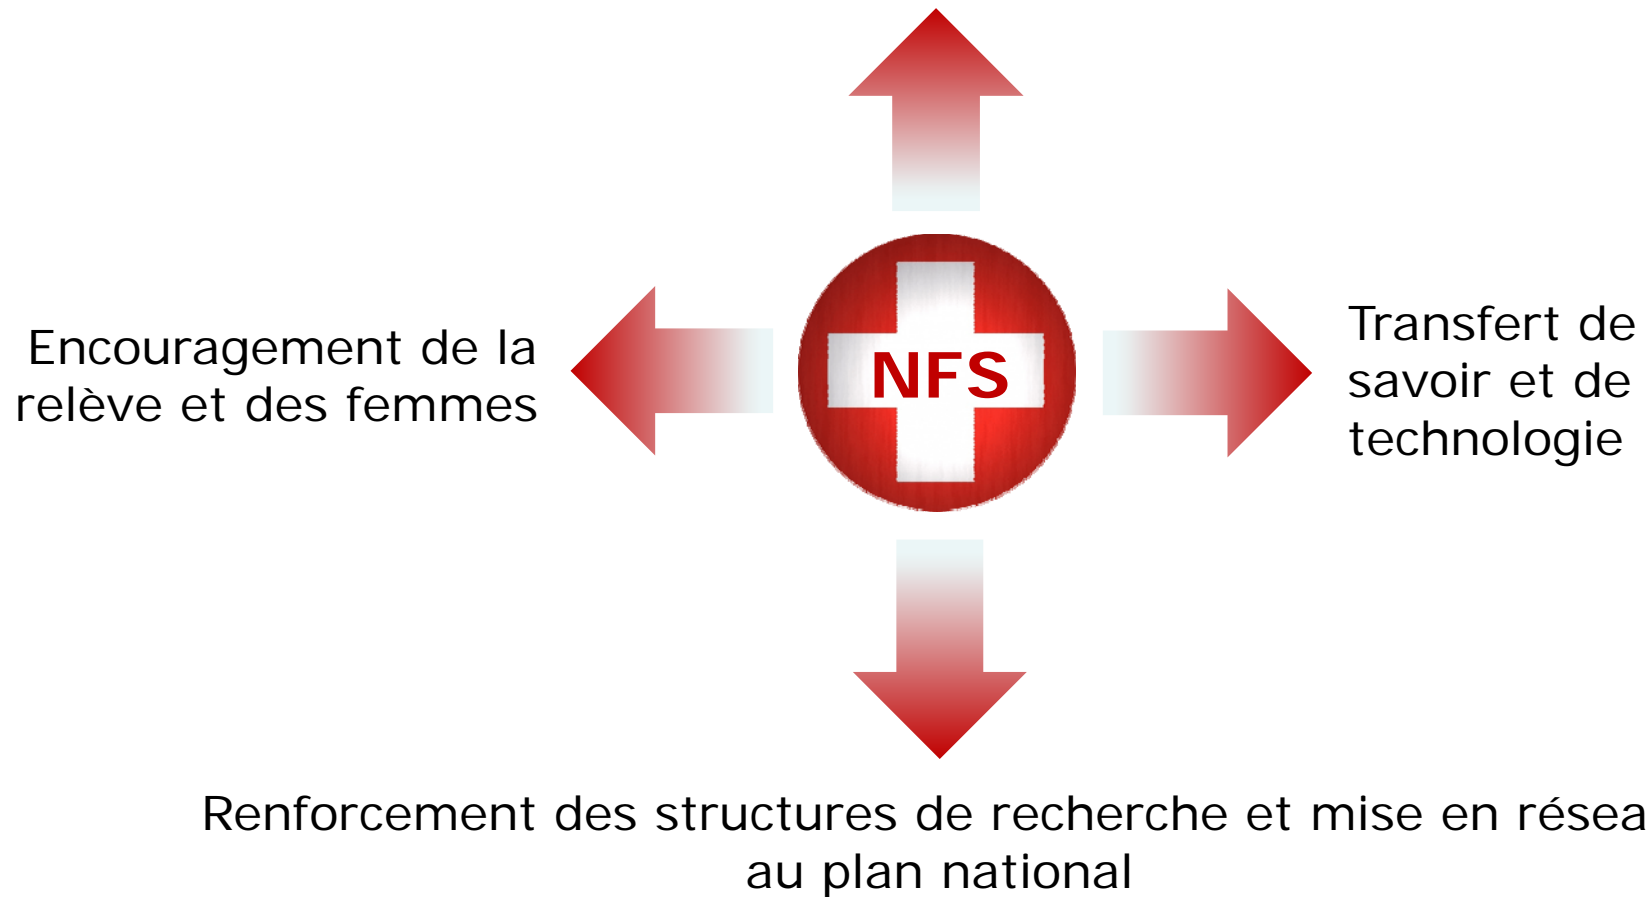 Encouragement de la
relève et des femmes
NFS
Transfert de
savoir et de
technologie
Renforcement des structures de recherche et mise en résea
au plan national